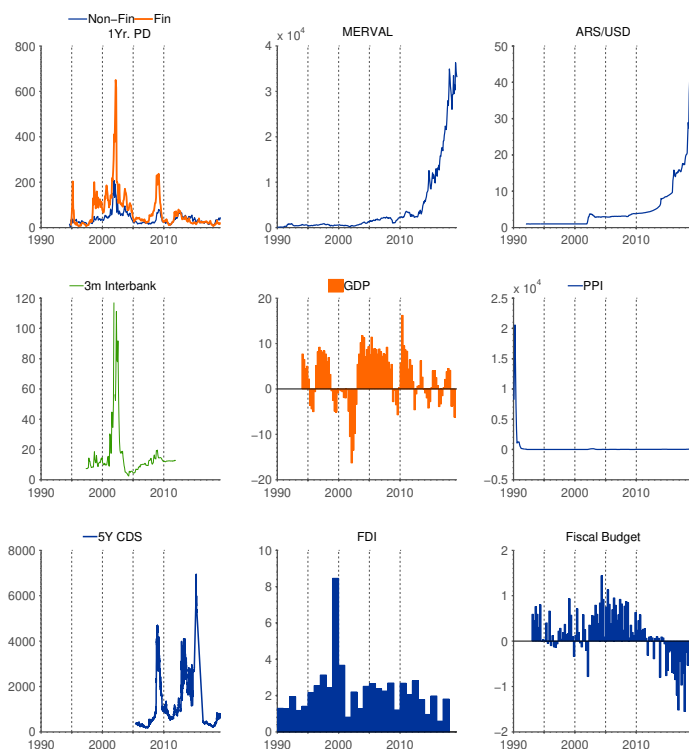 Non-Fin Fin
1Yr. PD
800
600
400
200
0
1990 2000 2010
MERVAL
x 10^4
4
3
2
1
0
1990 2000 2010
ARS/USD
50
40
30
20
10
0
1990 2000 2010
3m Interbank
120
100
80
60
40
20
0
1990 2000 2010
GDP
20
10
0
−10
−20
1990 2000 2010
PPI
x 10^4
2.5
2
1.5
1
0.5
0
−0.5
1990 2000 2010
5Y CDS
8000
6000
4000
2000
0
1990 2000 2010
FDI
10
8
6
4
2
0
1990 2000 2010
Fiscal Budget
2
1
0
−1
−2
1990 2000 2010